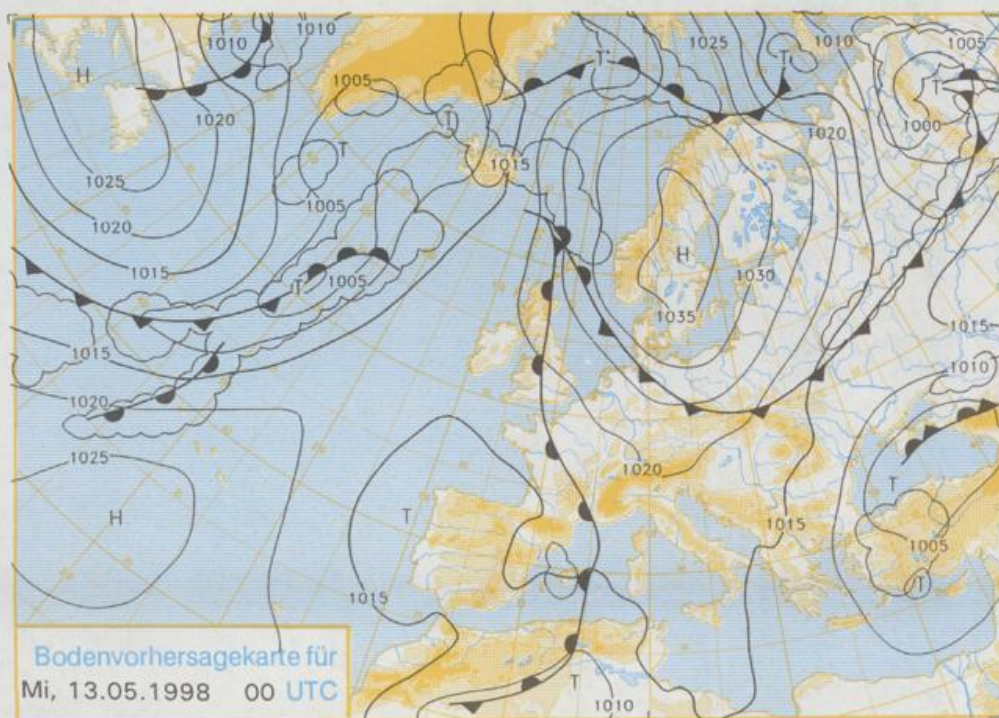 1010 1010 1025 1010 1005
H 1005 T T T
1020 T T 1000 1020
1025 1015
1005
1020 H 1030
1015 T 1005
1035
1015 1015
1010
1020
1025 1020
H T T
1015
1005
1015 T
Bodenvorhersagekarte für
Mi, 13.05.1998 00 UTC
T
1010